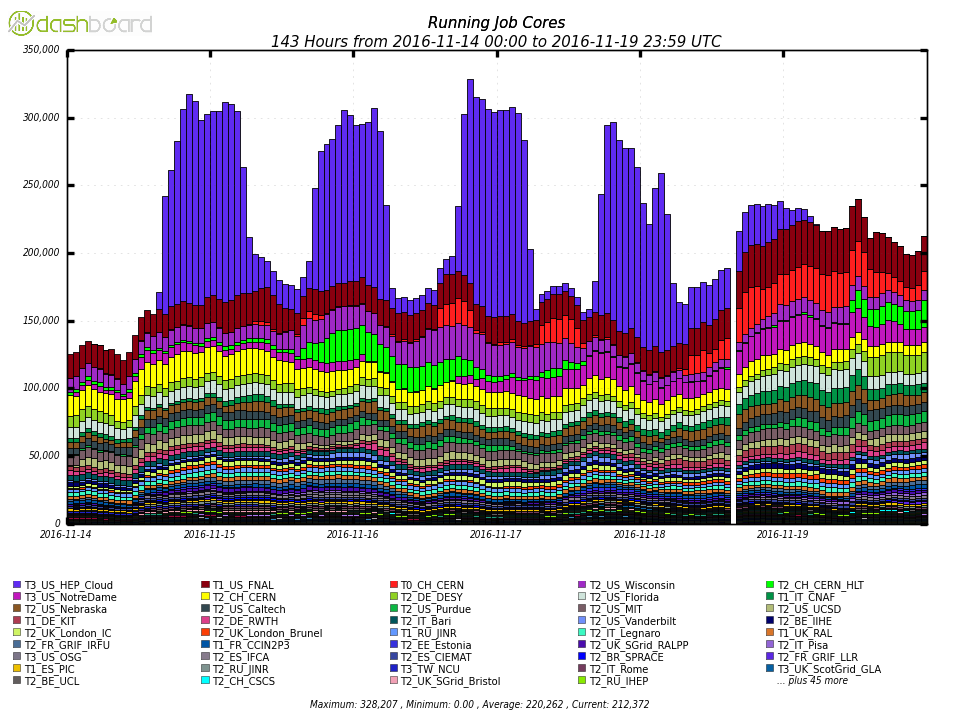 dashboard
Running Job Cores
143 Hours from 2016-11-14 00:00 to 2016-11-19 23:59 UTC
350,000
300,000
250,000
200,000
150,000
100,000
50,000
0
2016-11-14 2016-11-15 2016-11-16 2016-11-17 2016-11-18 2016-11-19
T3_US_HEP_Cloud T1_US_FNAL T0_CH_CERN T2_US_Wisconsin T2_CH_CERN_HLT
T3_US_NotreDame T2_CH_CERN T2_DE_DESY T2_US_Florida T1_IT_CNAF
T2_US_Nebraska T2_US_Caltech T2_US_Purdue T2_US_MIT T2_US_UCSD
T1_DE_KIT T2_DE_RWTH T2_IT_Bari T2_US_Vanderbilt T2_BE_IIHE
T2_UK_London_IC T2_UK_London_Brunel T1_RU_JINR T2_IT_Legnaro T1_UK_RAL
T2_FR_GRIF_IRFU T1_FR_CCIN2P3 T2_EE_Estonia T2_UK_SGrid_RALPP T2_IT_Pisa
T3_US_OSG T2_ES_IFCA T2_ES_CIEMAT T2_BR_SPRACE T2_FR_GRIF_LLR
T1_ES_PIC T2_RU_JINR T3_TW_NCU T2_IT_Rome T3_UK_ScotGrid_GLA
T2_BE_UCL T2_CH_CSCS T2_UK_SGrid_Bristol T2_RU_IHEP ... plus 45 more
Maximum: 328,207 , Minimum: 0.00 , Average: 220,262 , Current: 212,372